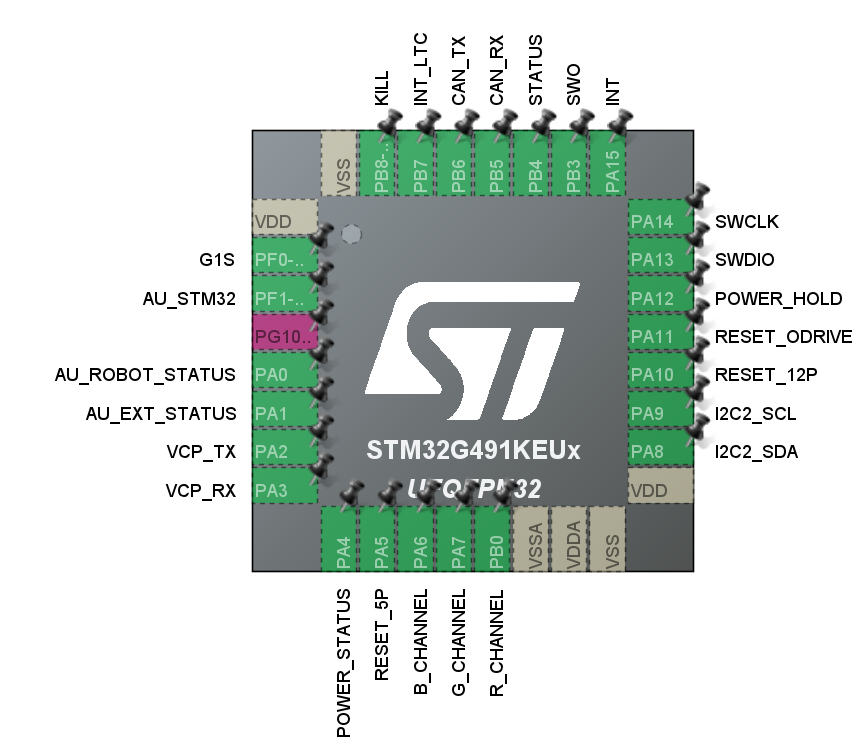 KILL
INT_LTC
CAN_TX
CAN_RX
STATUS
SWO
INT
VSS
PB8-..
PB7
PB6
PB5
PB4
PB3
PA15
VDD
G1S
PF0-..
AU_STM32
PF1-..
PG10..
AU_ROBOT_STATUS
PA0
AU_EXT_STATUS
PA1
VCP_TX
PA2
VCP_RX
PA3
PA14
SWCLK
PA13
SWDIO
PA12
POWER_HOLD
PA11
RESET_ODRIVE
PA10
RESET_12P
PA9
I2C2_SCL
PA8
I2C2_SDA
VDD
ST
STM32G491KEUx
UFQFPN32
PA4
PA5
PA6
PA7
PB0
VSSA
VDDA
VSS
POWER_STATUS
RESET_5P
B_CHANNEL
G_CHANNEL
R_CHANNEL